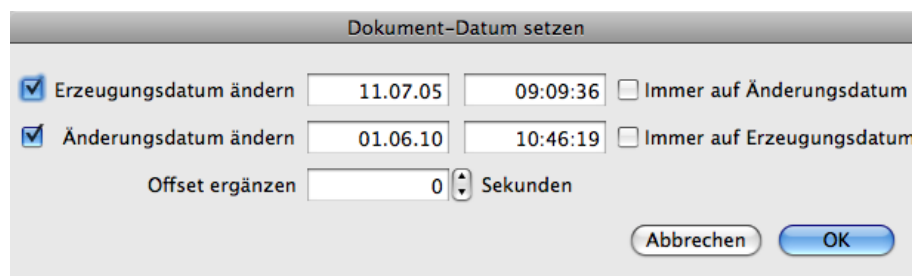 Dokument-Datum setzen
Erzeugungsdatum ändern 11.07.05 09:09:36 Immer auf Änderungsdatum
Änderungsdatum ändern 01.06.10 10:46:19 Immer auf Erzeugungsdatum
Offset ergänzen 0 Sekunden
Abbrechen OK